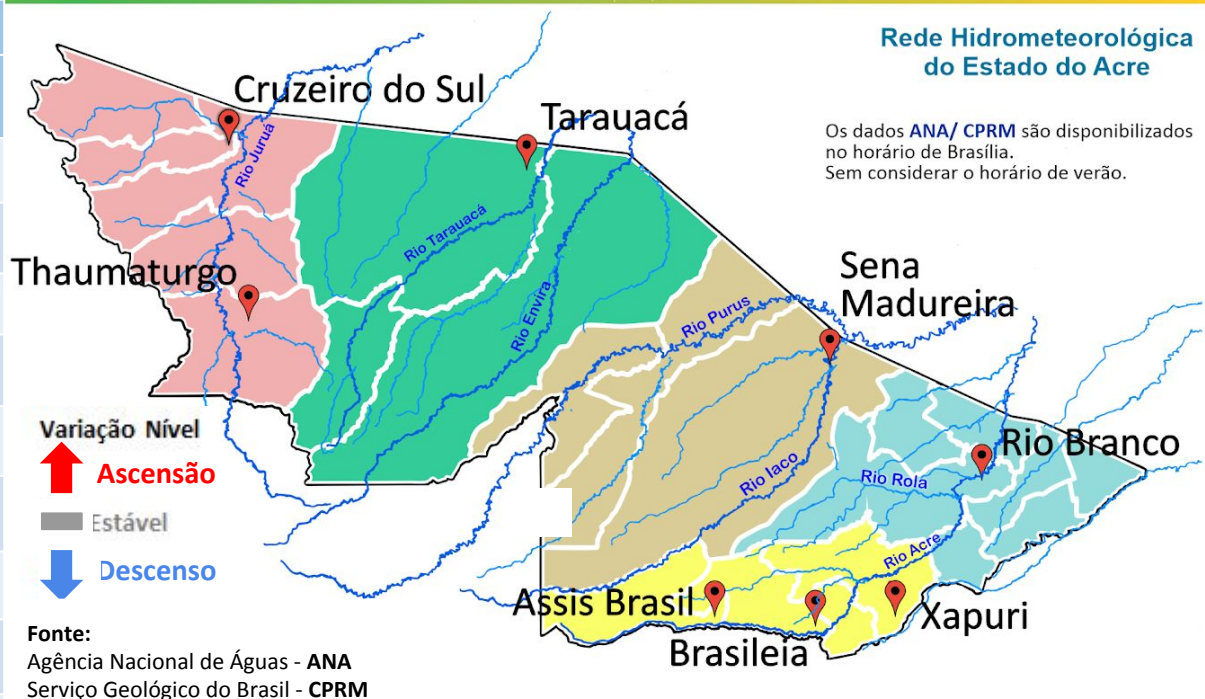 Rede Hidrometeorológica
do Estado do Acre
Os dados ANA/ CPRM são disponibilizados
no horário de Brasília.
Sem considerar o horário de verão.
Cruzeiro do Sul
Tarauacá
Rio Juruá
Rio Tarauacá
Thaumaturgo
Rio Envira
Sena
Madureira
Rio Purus
Rio Branco
Rio Iaco
Rio Rolá
Rio Acre
Assis Brasil
Xapuri
Brasileia
Variação Nível
Ascensão
Estável
Descenso
Fonte:
Agência Nacional de Águas - ANA
Serviço Geológico do Brasil - CPRM